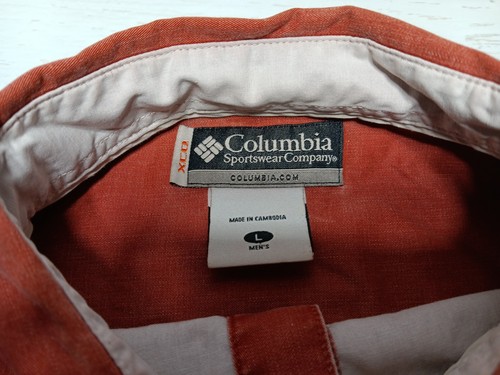 XCO
Columbia
Sportswear Company®
COLUMBIA.COM
MADE IN CAMBODIA
L
MEN'S